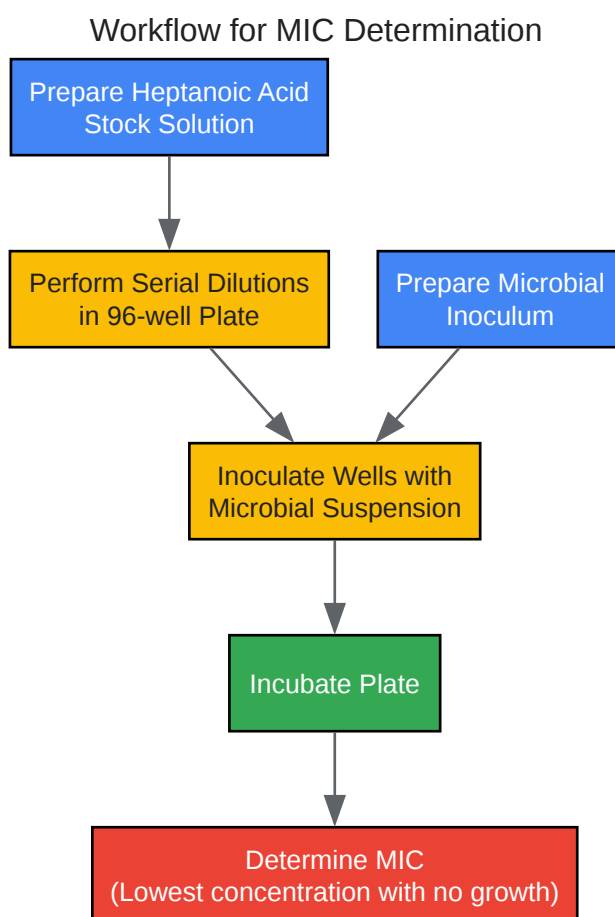 Workflow for MIC Determination
Prepare Heptanoic Acid
Stock Solution
Perform Serial Dilutions
in 96-well Plate
Prepare Microbial
Inoculum
Inoculate Wells with
Microbial Suspension
Incubate Plate
Determine MIC
(Lowest concentration with no growth)